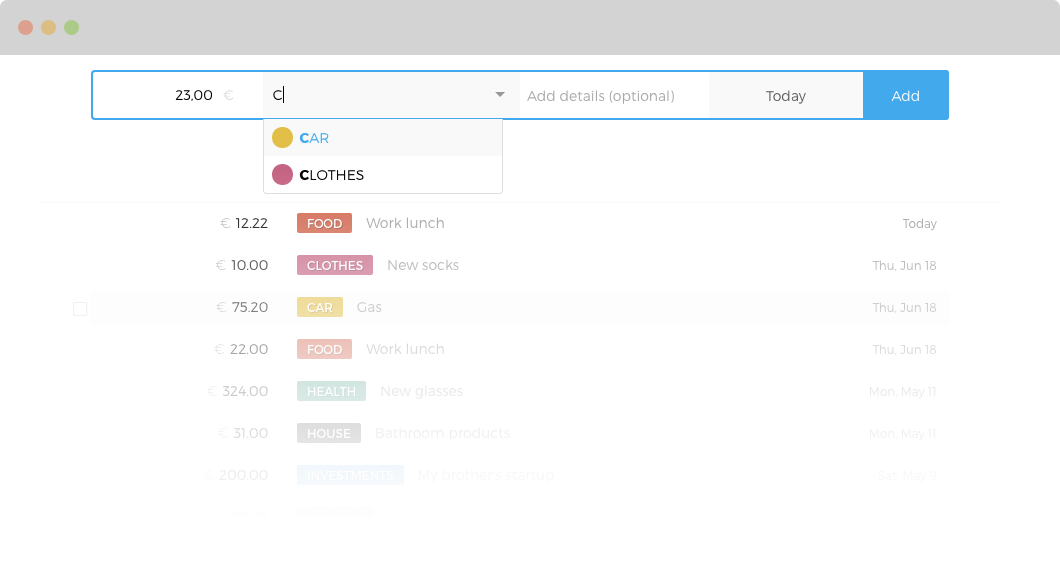 23,00 € C Add details (optional) Today Add
CAR
CLOTHES
€ 12.22 FOOD Work lunch Today
€ 10.00 CLOTHES New socks Thu, Jun 18
€ 75.20 CAR Gas Thu, Jun 18
€ 22.00 FOOD Work lunch Thu, Jun 18
€ 324.00 HEALTH New glasses Mon, May 11
€ 31.00 HOUSE Bathroom products Mon, May 11
€ 200.00 INVESTMENTS My brother's startup Sat, May 9